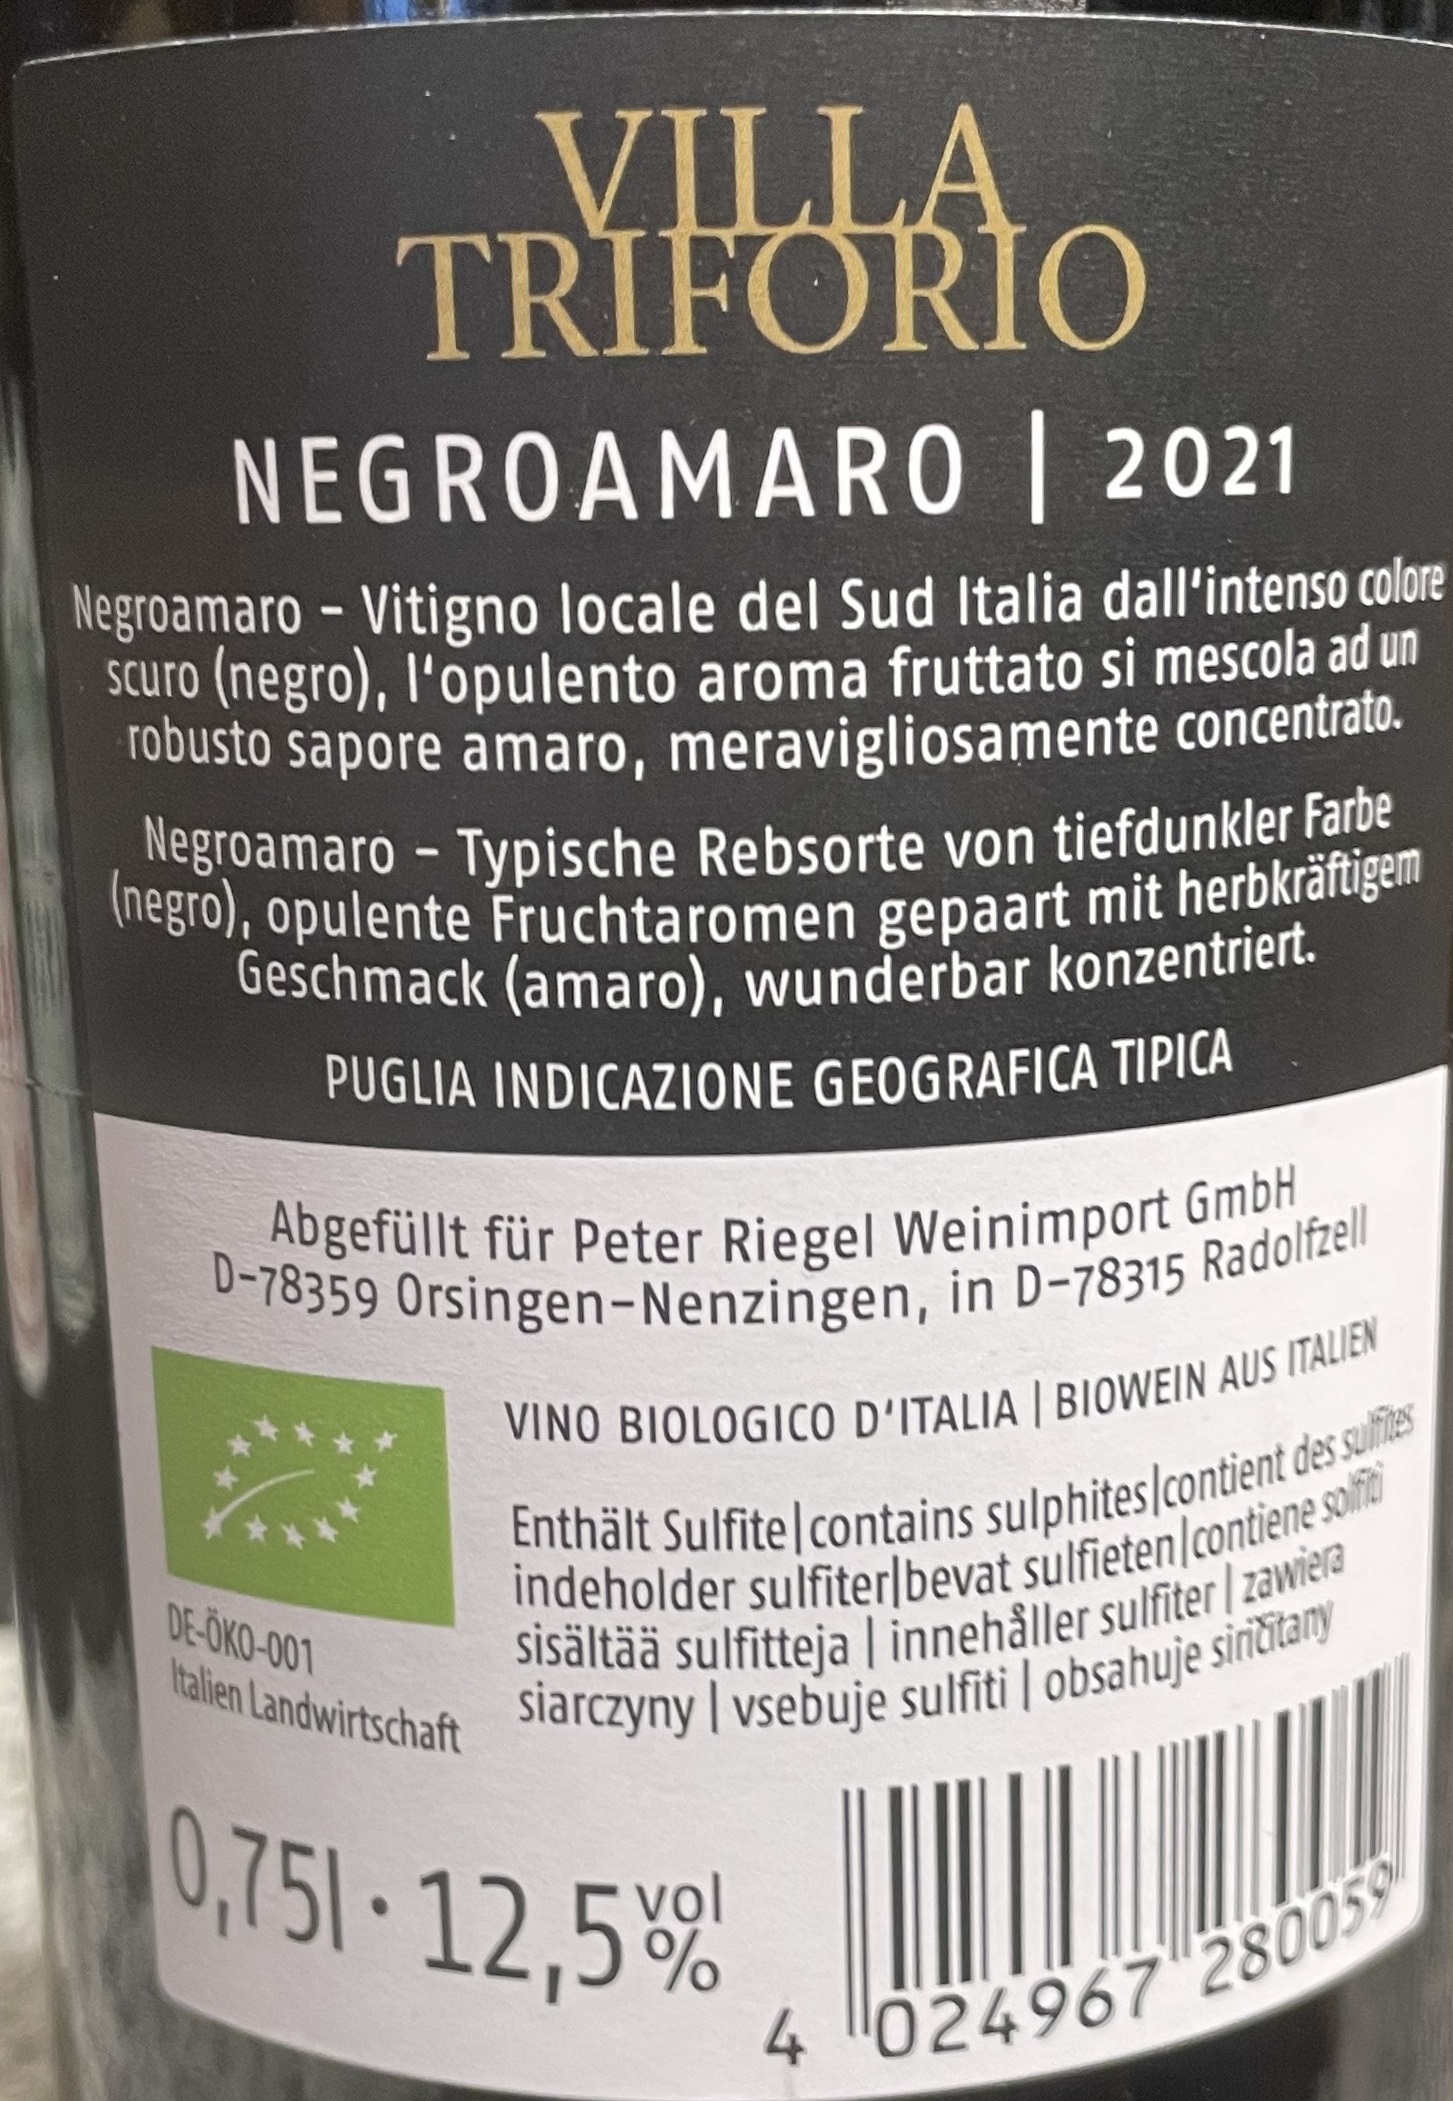 VILLA
TRIFORIO
NEGROAMARO | 2021
Negroamaro – Vitigno locale del Sud Italia dall'intenso colore
scuro (negro), l'opulento aroma fruttato si mescola ad un
robusto sapore amaro, meravigliosamente concentrato.
Negroamaro – Typische Rebsorte von tiefdunkler Farbe
(negro), opulente Fruchtaromen gepaart mit herbkräftigem
Geschmack (amaro), wunderbar konzentriert.
PUGLIA INDICAZIONE GEOGRAFICA TIPICA
Abgefüllt für Peter Riegel Weinimport GmbH
D-78359 Orsingen-Nenzingen, in D-78315 Radolfzell
VINO BIOLOGICO D'ITALIA | BIOWEIN AUS ITALIEN
Enthält Sulfite|contains sulphites|contient des sulfites
indeholder sulfiter|bevat sulfieten|contiene solfiti
sisältää sulfitteja | innehåller sulfiter | zawiera
siarczyny | vsebuje sulfiti | obsahuje siričitany
DE-ÖKO-001
Italien Landwirtschaft
0,75l · 12,5 vol %
4 024967 280059